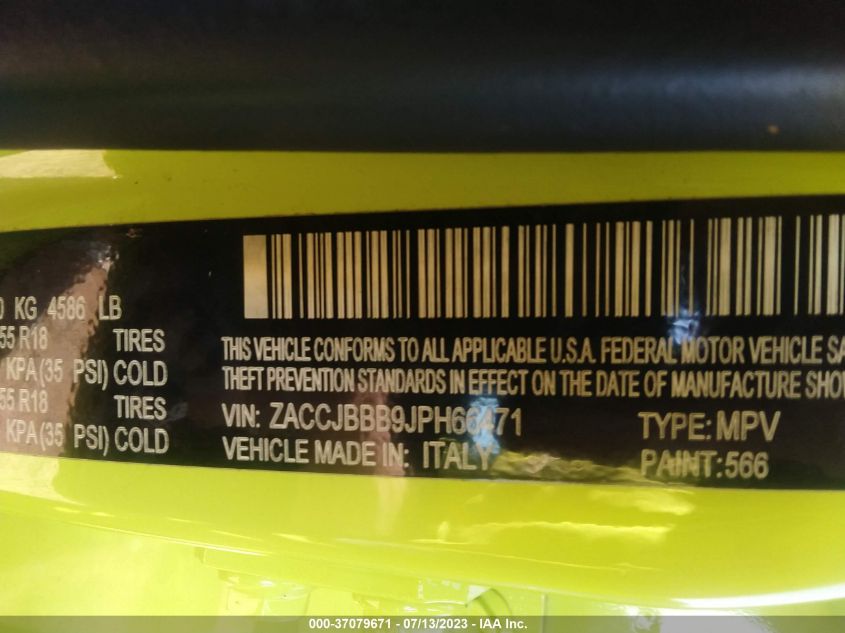 0 KG 4586 LB
55 R18 TIRES
KPA (35 PSI) COLD
55 R18 TIRES
KPA (35 PSI) COLD
THIS VEHICLE CONFORMS TO ALL APPLICABLE U.S.A. FEDERAL MOTOR VEHICLE SA
THEFT PREVENTION STANDARDS IN EFFECT ON THE DATE OF MANUFACTURE SHO
VIN: ZACCJBBB9JPH66471 TYPE: MPV
VEHICLE MADE IN: ITALY PAINT: 566
000-37079671 - 07/13/2023 - IAA Inc.